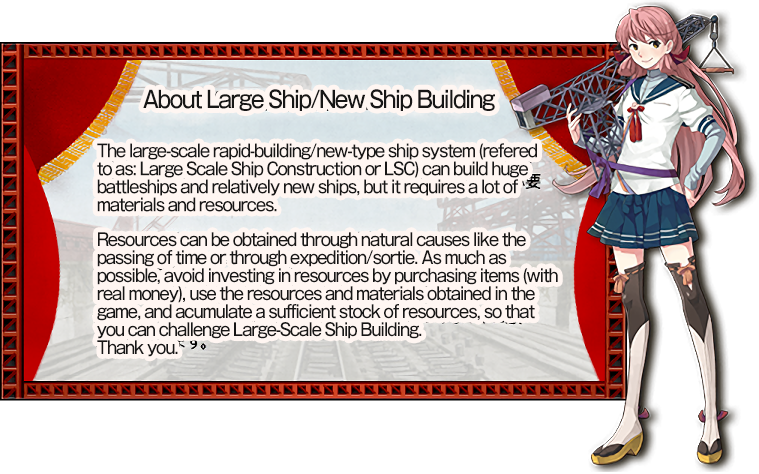 About Large Ship/New Ship Building
The large-scale rapid-building/new-type ship system (refered
to as: Large Scale Ship Construction or LSC) can build huge
battleships and relatively new ships, but it requires a lot of 要
materials and resources.
Resources can be obtained through natural causes like the
passing of time or through expedition/sortie. As much as
possible, avoid investing in resources by purchasing items (with
real money), use the resources and materials obtained in the
game, and acumulate a sufficient stock of resources, so that
you can challenge Large-Scale Ship Building.
Thank you.